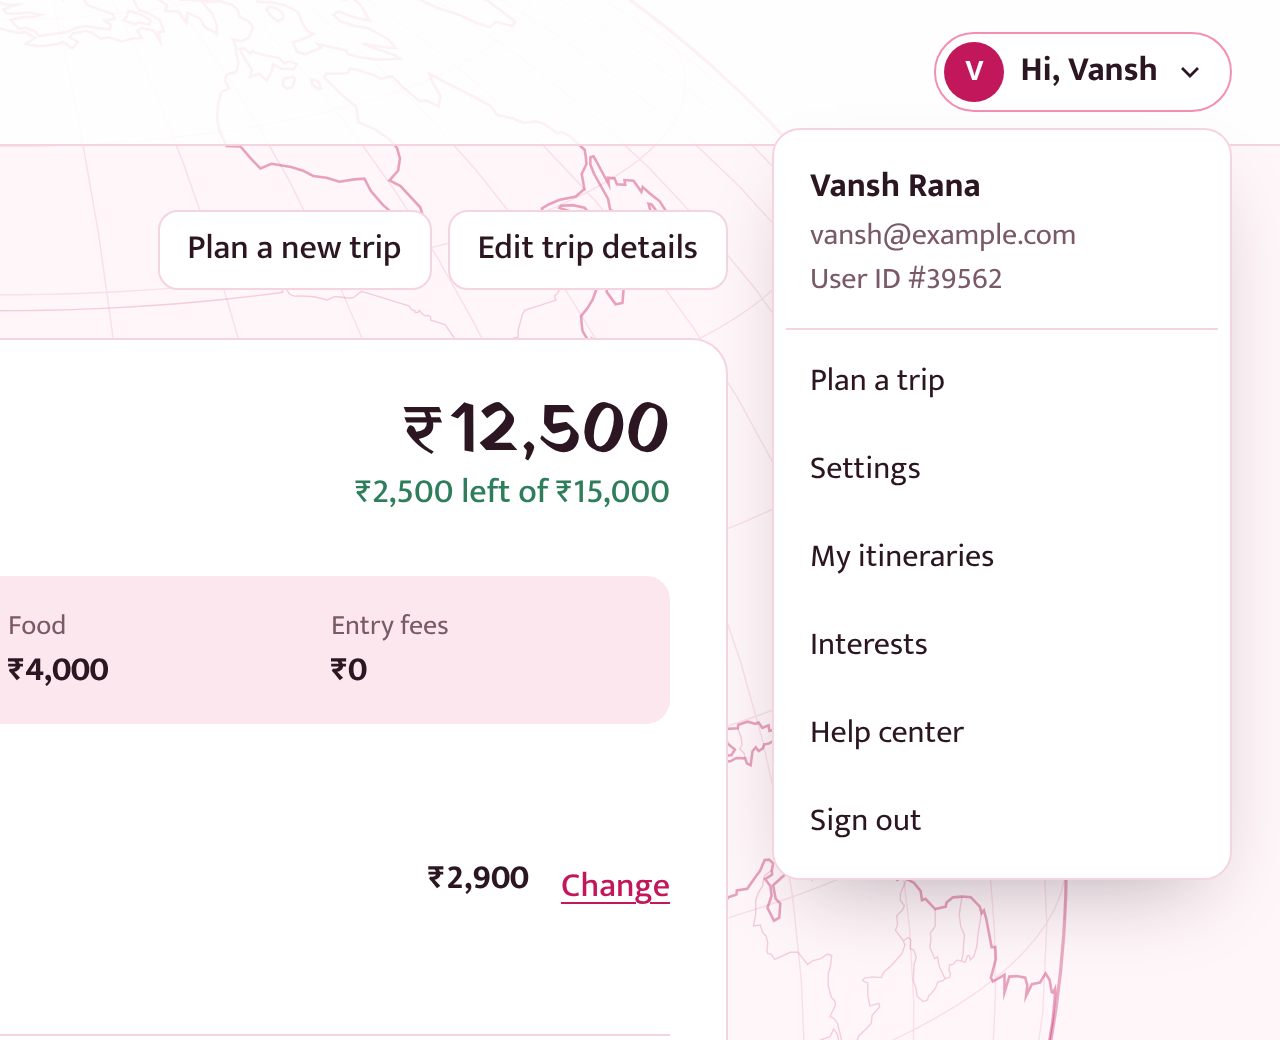 V Hi, Vansh
Vansh Rana
vansh@example.com
User ID #39562
Plan a trip
Settings
My itineraries
Interests
Help center
Sign out
Plan a new trip Edit trip details
₹12,500
₹2,500 left of ₹15,000
Food Entry fees
₹4,000 ₹0
₹2,900 Change